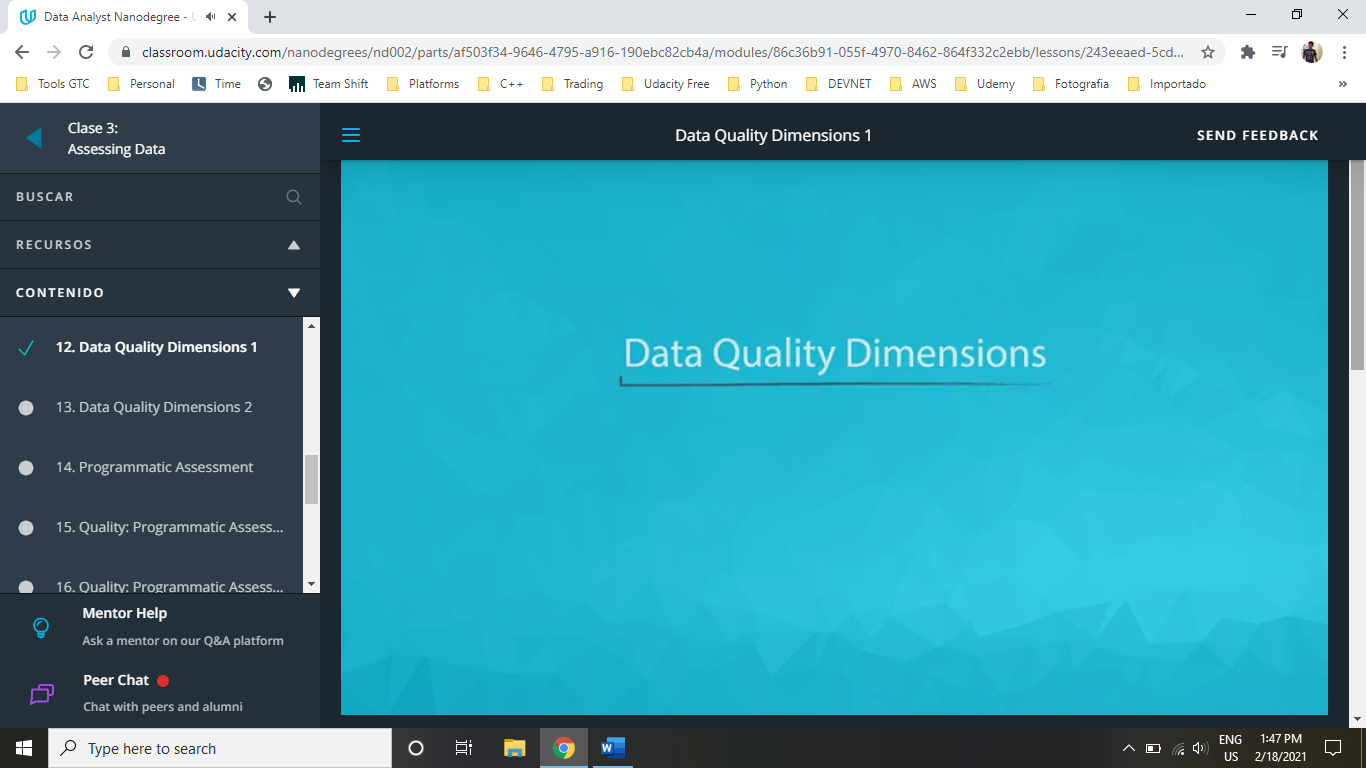 Data Analyst Nanodegree - U
classroom.udacity.com/nanodegrees/nd002/parts/af503f34-9646-4795-a916-190ebc82cb4a/modules/86c36b91-055f-4970-8462-864f332c2ebb/lessons/243eeaed-5cd...
Tools GTC Personal Time Team Shift Platforms C++ Trading Udacity Free Python DEVNET AWS Udemy Fotografia Importado »
Clase 3:
Assessing Data
Data Quality Dimensions 1
SEND FEEDBACK
BUSCAR
RECURSOS
CONTENIDO
12. Data Quality Dimensions 1
13. Data Quality Dimensions 2
14. Programmatic Assessment
15. Quality: Programmatic Assess...
16. Quality: Programmatic Assess...
Mentor Help
Ask a mentor on our Q&A platform
Peer Chat
Chat with peers and alumni
Data Quality Dimensions
Type here to search
ENG
US
1:47 PM
2/18/2021